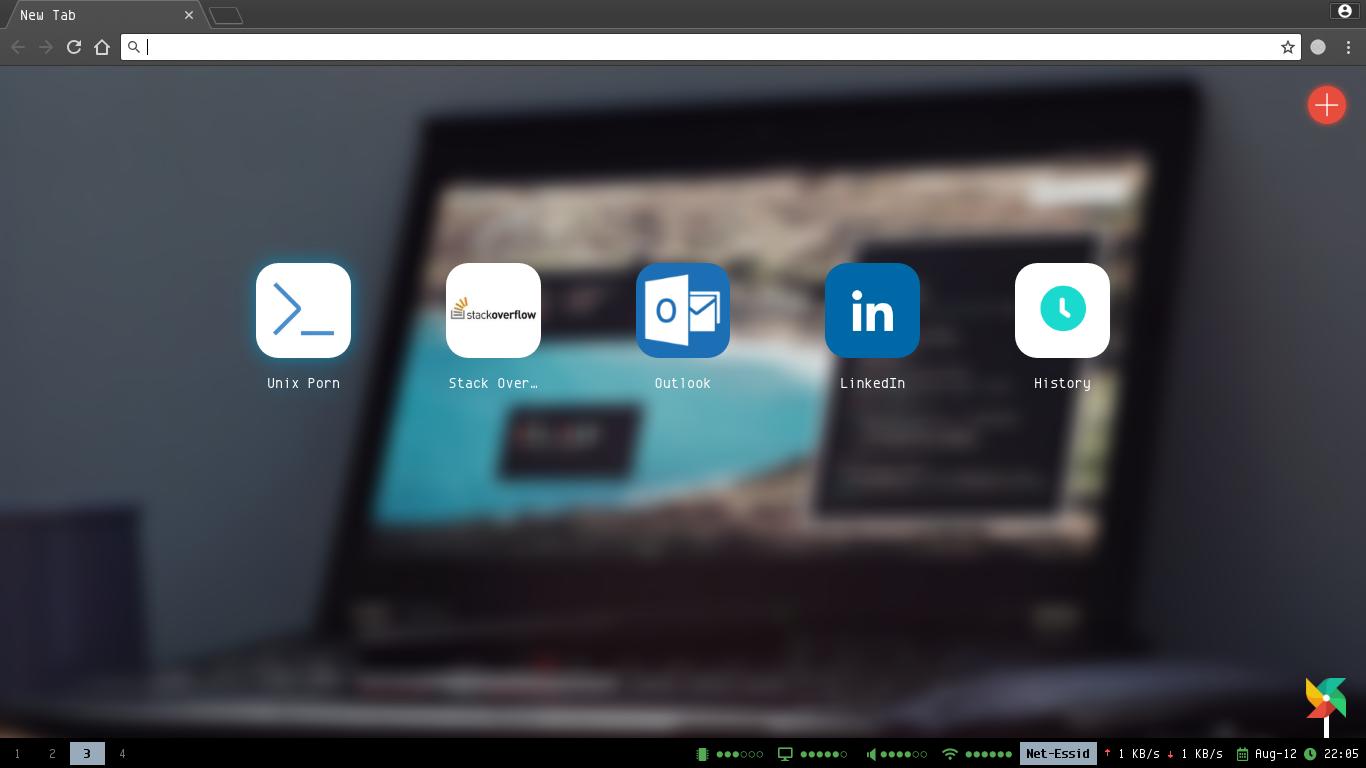 New Tab
stackoverflow
O
in
Unix Porn
Stack Over…
Outlook
LinkedIn
History
1 2 3 4 Net-Essid ↑ 1 KB/s ↓ 1 KB/s Aug-12 22:05